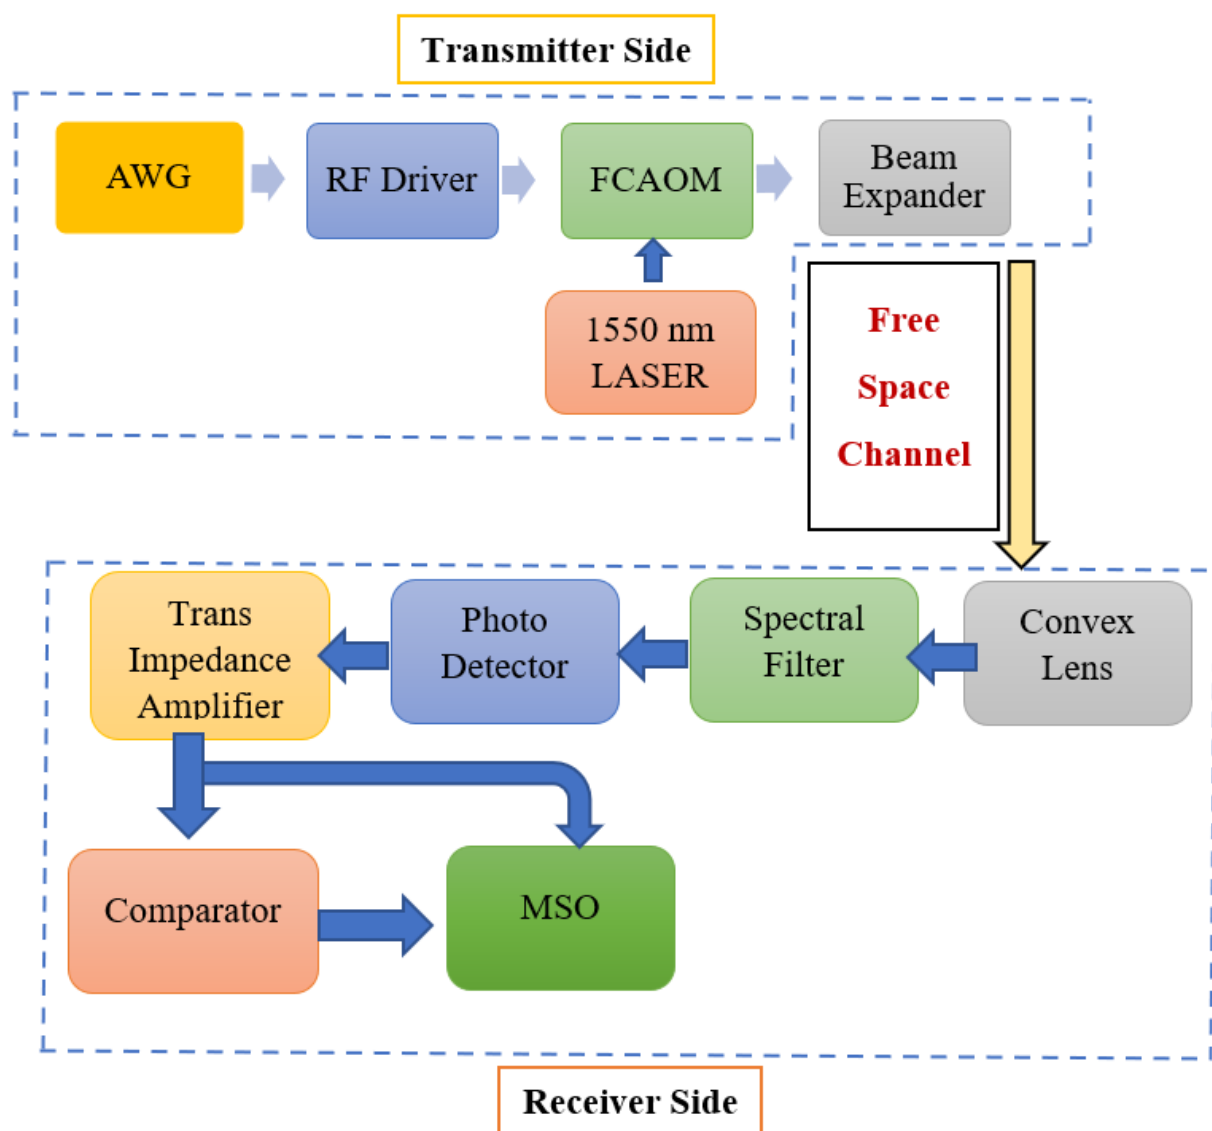 Transmitter Side
AWG
RF Driver
FCAOM
Beam
Expander
1550 nm
LASER
Free
Space
Channel
Trans
Impedance
Amplifier
Photo
Detector
Spectral
Filter
Convex
Lens
Comparator
MSO
Receiver Side